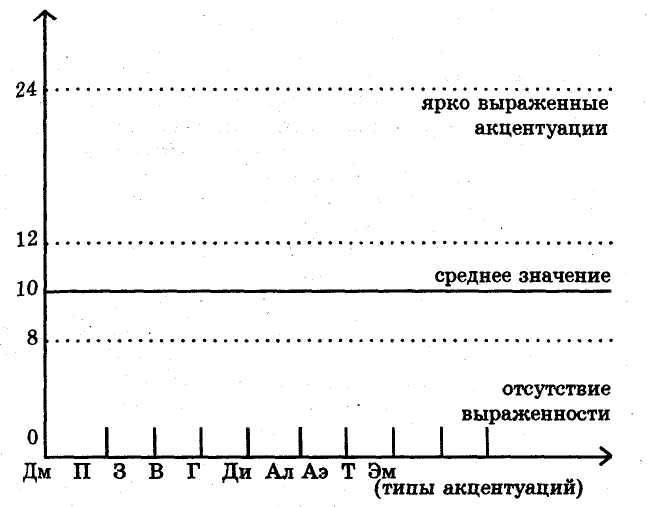 24
ярко выраженные
акцентуации
12
среднее значение
10
8
отсутствие
выраженности
0
Дм П З В Г Ди Ал Аэ Т Эм
(типы акцентуаций)